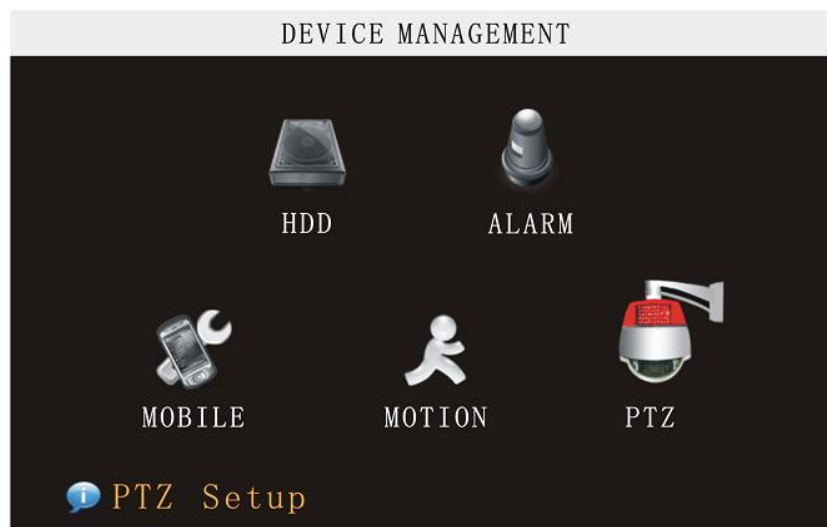 DEVICE MANAGEMENT
HDD ALARM
MOBILE MOTION PTZ
PTZ Setup